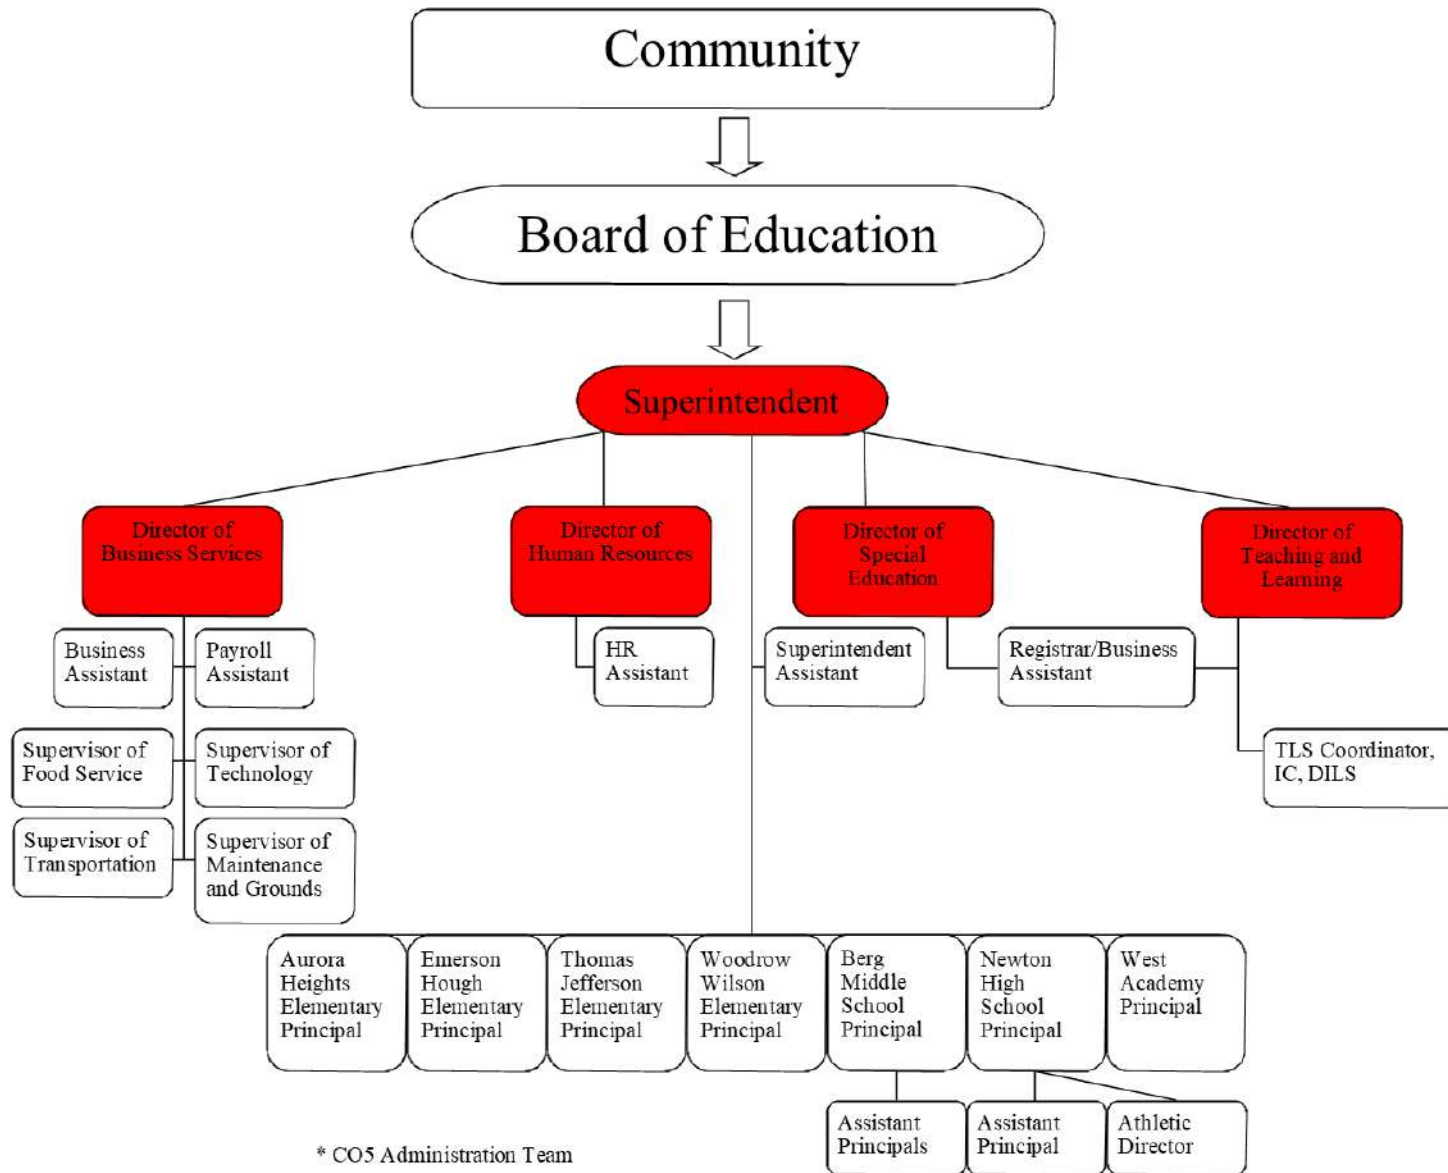 Community
Board of Education
Superintendent
Director of
Business Services
Director of
Human Resources
Director of
Special
Education
Director of
Teaching and
Learning
Business
Assistant
Payroll
Assistant
HR
Assistant
Superintendent
Assistant
Registrar/Business
Assistant
Supervisor of
Food Service
Supervisor of
Technology
TLS Coordinator,
IC, DILS
Supervisor of
Transportation
Supervisor of
Maintenance
and Grounds
Aurora
Heights
Elementary
Principal
Emerson
Hough
Elementary
Principal
Thomas
Jefferson
Elementary
Principal
Woodrow
Wilson
Elementary
Principal
Berg
Middle
School
Principal
Newton
High
School
Principal
West
Academy
Principal
Assistant
Principals
Assistant
Principal
Athletic
Director
* CO5 Administration Team